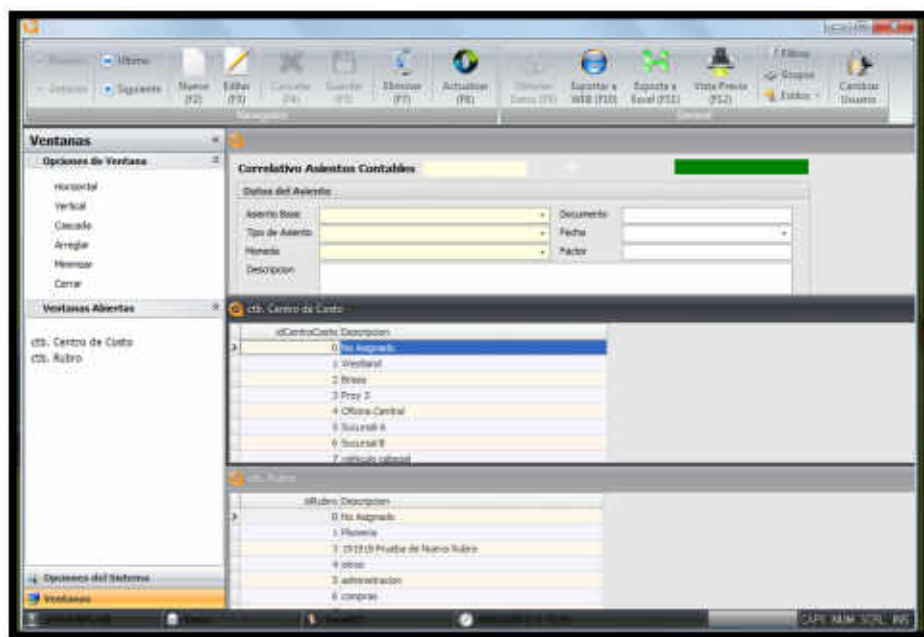 Ultimo
Siguiente
Nuevo (F2)
Editar (F3)
Cancelar (F4)
Guardar (F5)
Eliminar (F7)
Actualizar (F8)
Exportar a WEB (F10)
Exporta a Excel (F11)
Vista Previa (F12)
Filtros
Grupos
Estilos
Cambiar Usuario
Navegador
General
Ventanas
Opciones de Ventana
Horizontal
Vertical
Cascada
Arreglar
Minimizar
Cerrar
Ventanas Abiertas
ctb. Centro de Costo
ctb. Rubro
Opciones del Sistema
Ventanas
Correlativo Asientos Contables
Datos del Asiento
Asiento Base
Documento
Tipo de Asiento
Fecha
Moneda
Factor
Descripcion
ctb. Centro de Costo
idCentroCosto Descripcion
0 No Asignado
1 Westland
2 Brisas
3 Proy 3
4 Oficina Central
5 Sucursal A
6 Sucursal B
7
ctb. Rubro
idRubro Descripcion
0 No Asignado
1 Planeria
3 191919 Prueba de Nuevo Rubro
4 otros
5 administracion
6 compras
CAPS NUM SCRL INS